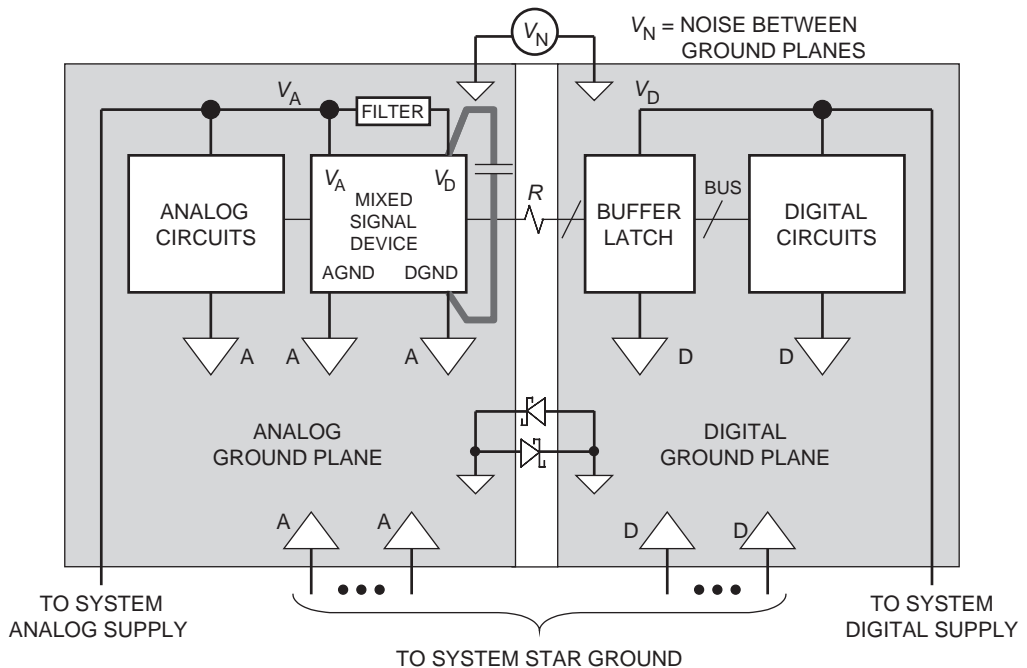 V_N
V_N = NOISE BETWEEN
GROUND PLANES
V_A
FILTER
V_D
ANALOG
CIRCUITS
V_A
V_D
MIXED
SIGNAL
DEVICE
AGND
DGND
R
BUFFER
LATCH
BUS
DIGITAL
CIRCUITS
A
A
A
D
D
ANALOG
GROUND PLANE
DIGITAL
GROUND PLANE
A
A
D
D
TO SYSTEM
ANALOG SUPPLY
TO SYSTEM
DIGITAL SUPPLY
TO SYSTEM STAR GROUND